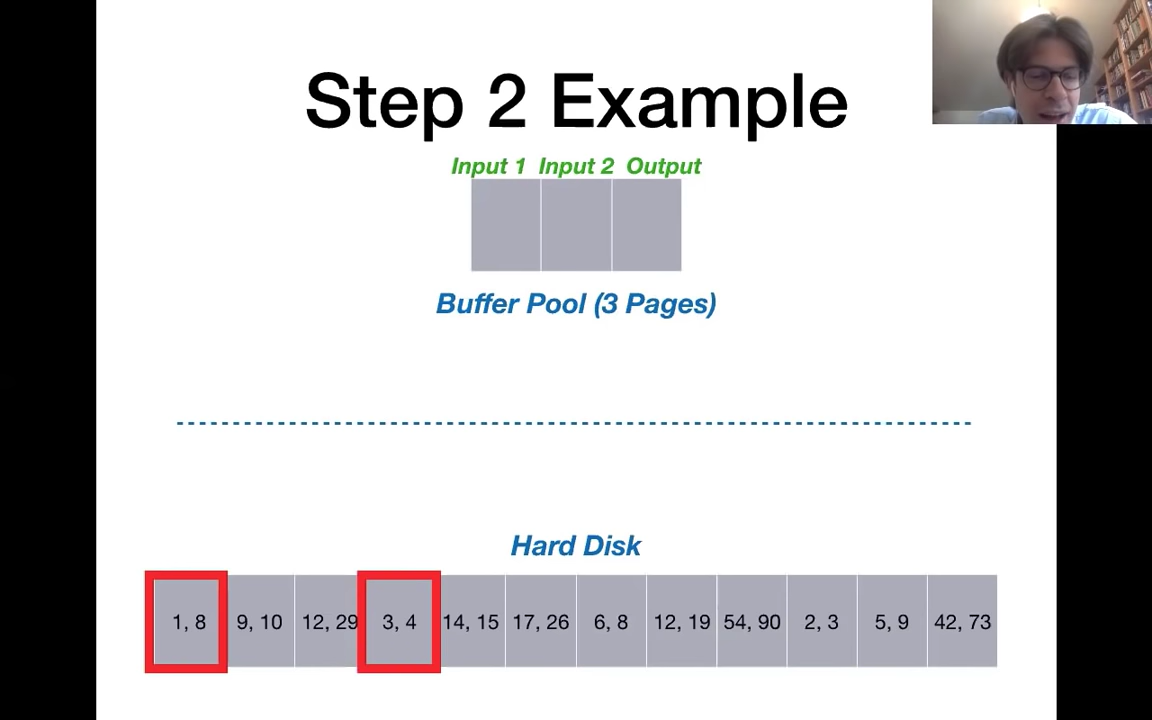 Step 2 Example
Input 1 Input 2 Output
Buffer Pool (3 Pages)
Hard Disk
1, 8 9, 10 12, 29 3, 4 14, 15 17, 26 6, 8 12, 19 54, 90 2, 3 5, 9 42, 73